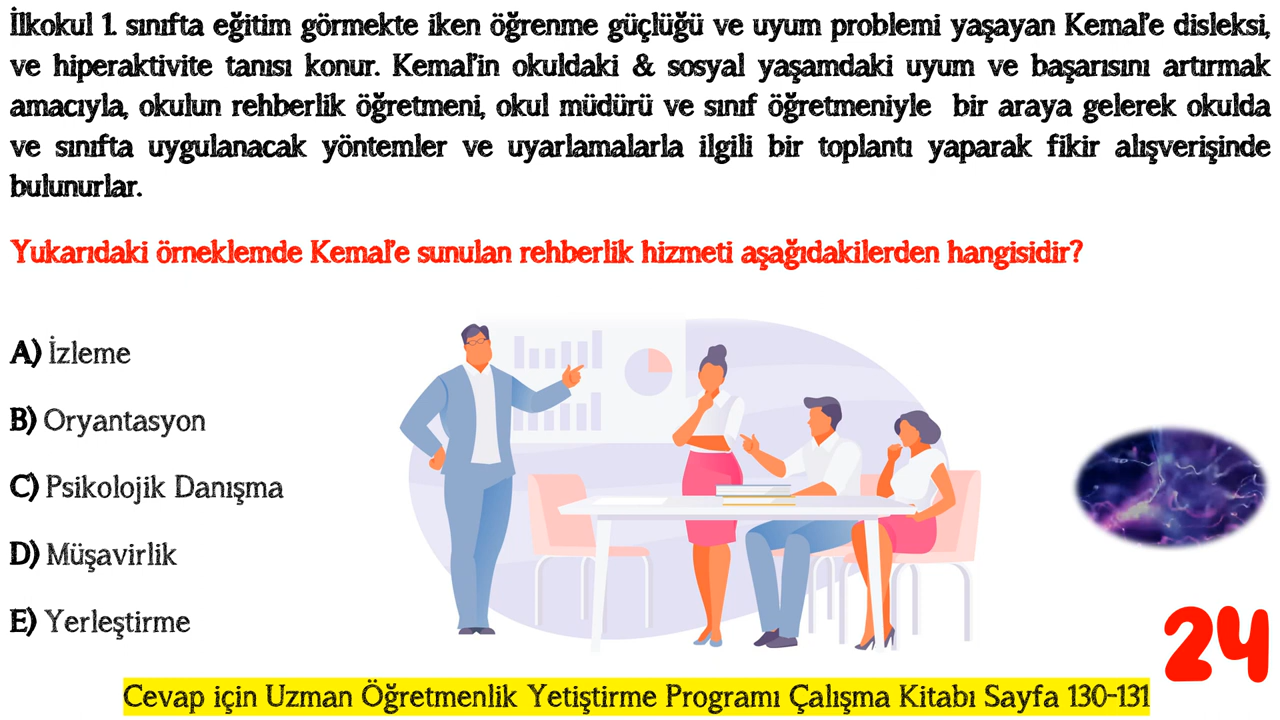 İlkokul 1. sınıfta eğitim görmekte iken öğrenme güçlüğü ve uyum problemi yaşayan Kemal'e disleksi,
ve hiperaktivite tanısı konur. Kemal'in okuldaki & sosyal yaşamdaki uyum ve başarısını artırmak
amacıyla, okulun rehberlik öğretmeni, okul müdürü ve sınıf öğretmeniyle bir araya gelerek okulda
ve sınıfta uygulanacak yöntemler ve uyarlamalarla ilgili bir toplantı yaparak fikir alışverişinde
bulunurlar.
Yukarıdaki örneklemde Kemal'e sunulan rehberlik hizmeti aşağıdakilerden hangisidir?
A) İzleme
B) Oryantasyon
C) Psikolojik Danışma
D) Müşavirlik
E) Yerleştirme
24
Cevap için Uzman Öğretmenlik Yetiştirme Programı Çalışma Kitabı Sayfa 130-131